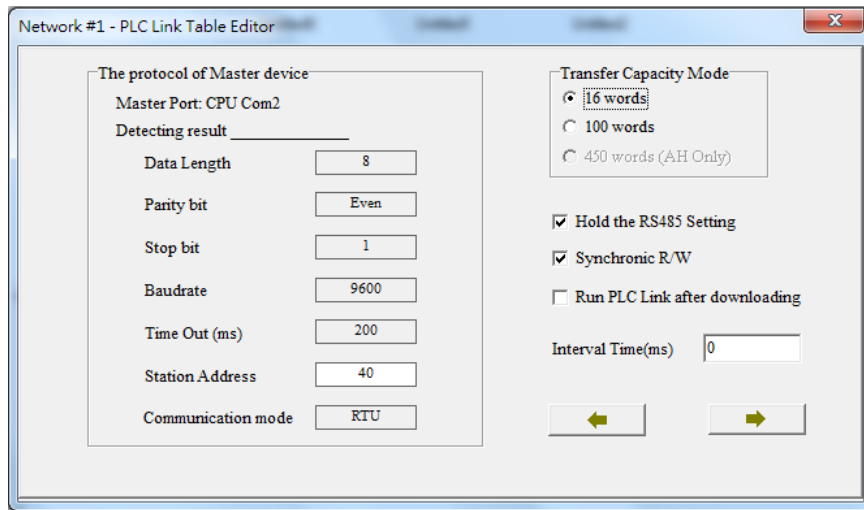 Network #1 - PLC Link Table Editor
The protocol of Master device
Master Port: CPU Com2
Detecting result
Data Length 8
Parity bit Even
Stop bit 1
Baudrate 9600
Time Out (ms) 200
Station Address 40
Communication mode RTU
Transfer Capacity Mode
16 words
100 words
450 words (AH Only)
Hold the RS485 Setting
Synchronic R/W
Run PLC Link after downloading
Interval Time(ms) 0